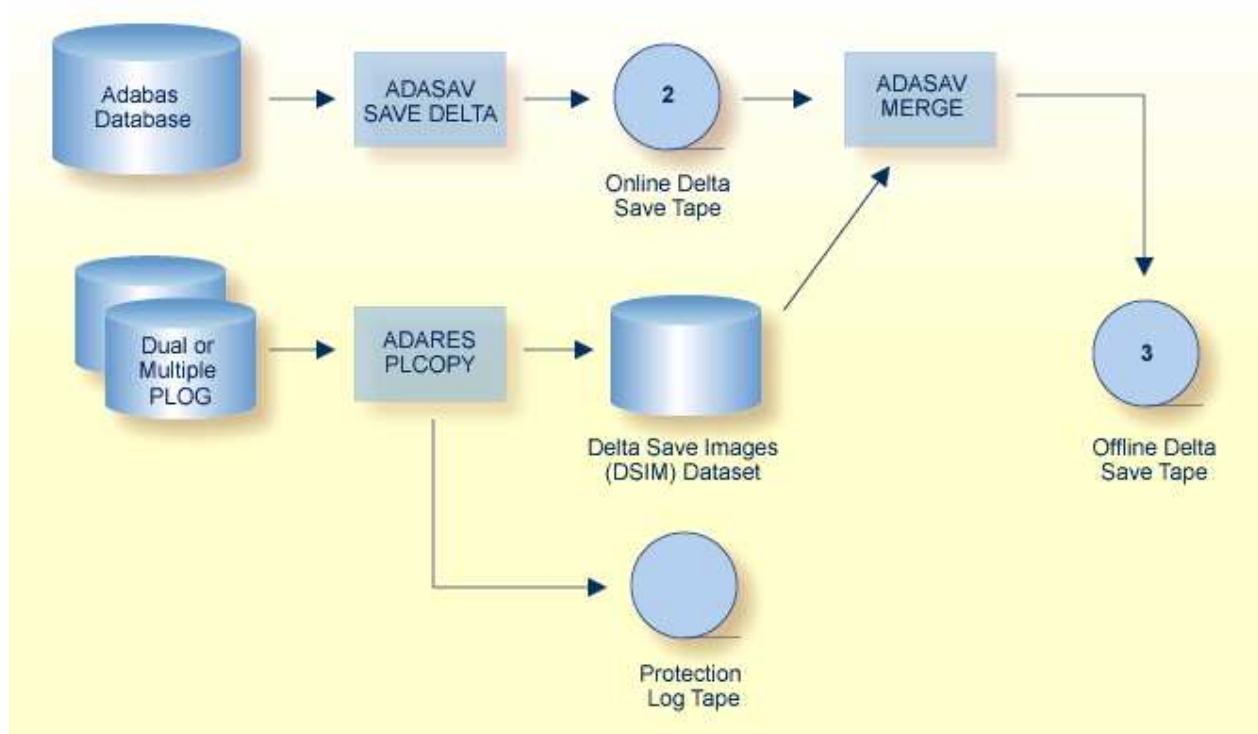 Adabas
Database
ADASAV
SAVE DELTA
2
Online Delta
Save Tape
ADASAV
MERGE
Dual or
Multiple
PLOG
ADARES
PLCOPY
Delta Save Images
(DSIM) Dataset
3
Offline Delta
Save Tape
Protection
Log Tape